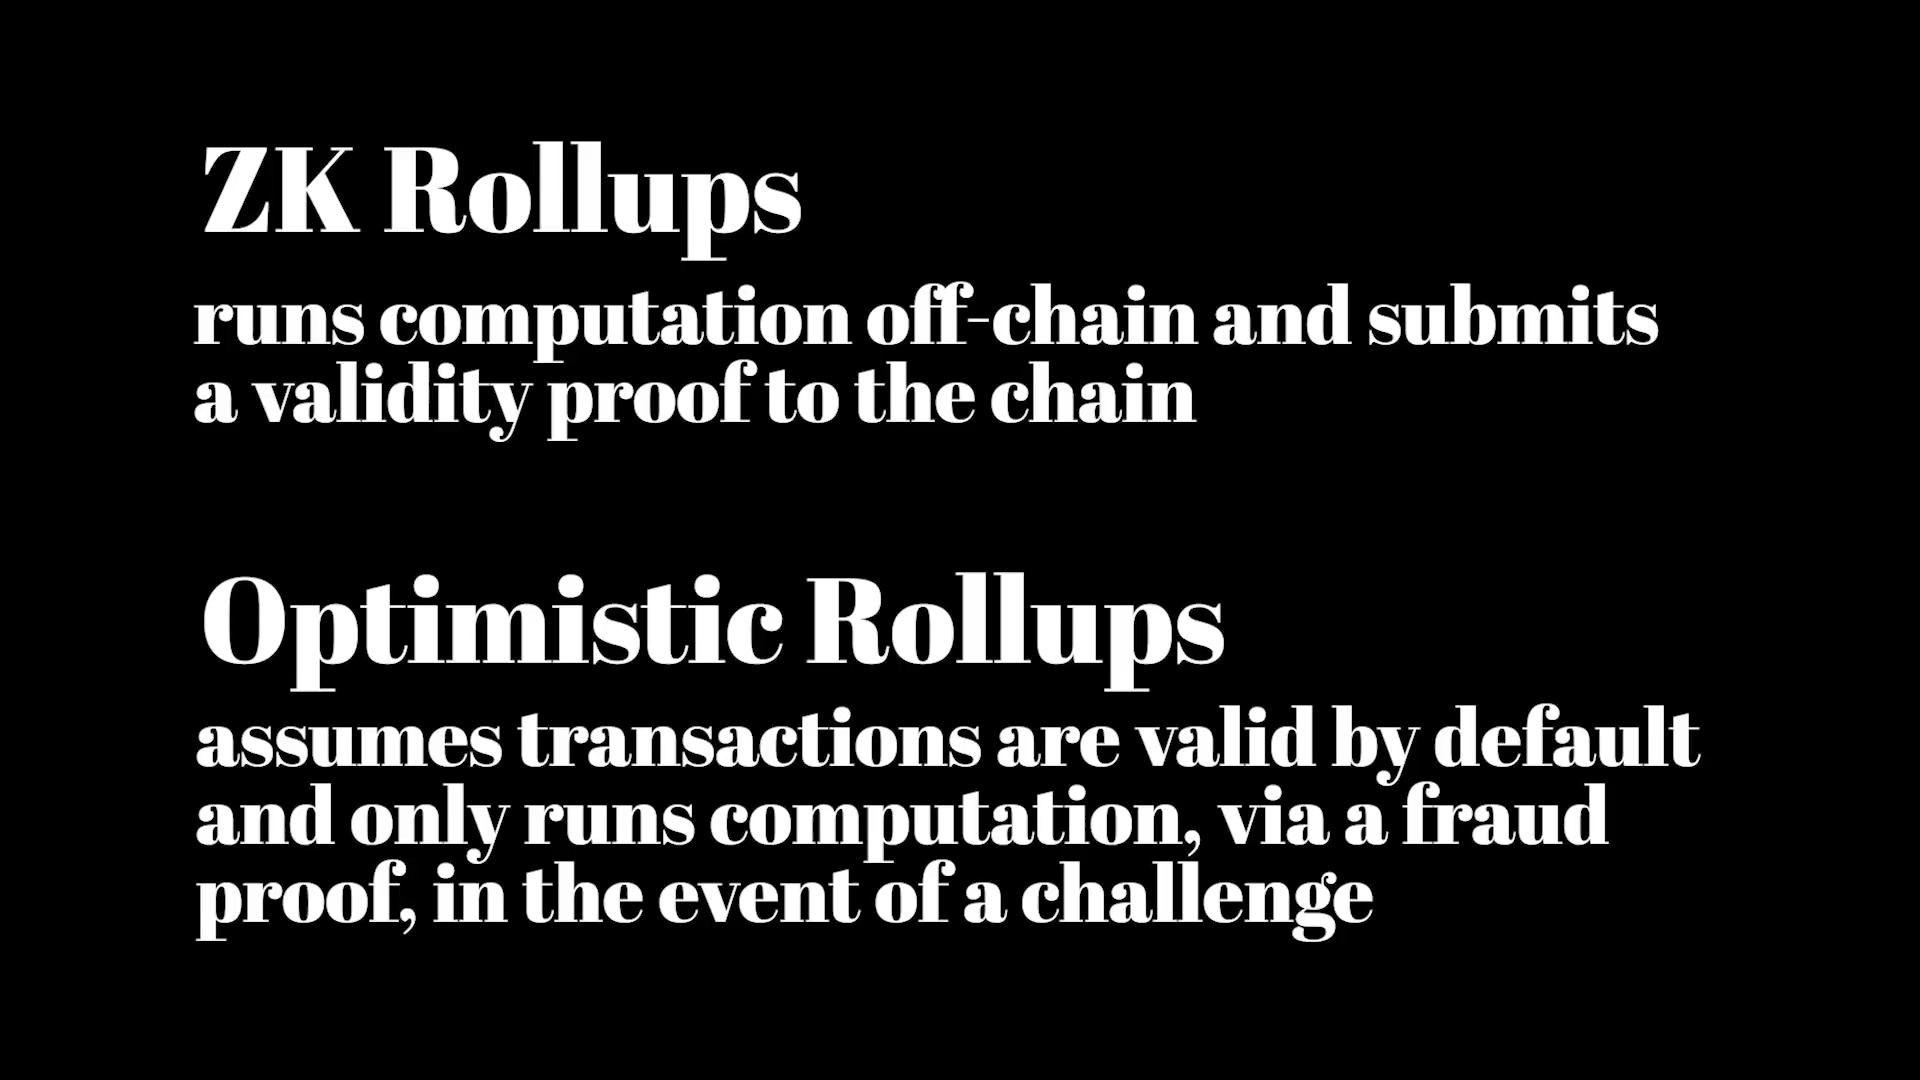 ZK Rollups
runs computation off-chain and submits
a validity proof to the chain
Optimistic Rollups
assumes transactions are valid by default
and only runs computation, via a fraud
proof, in the event of a challenge